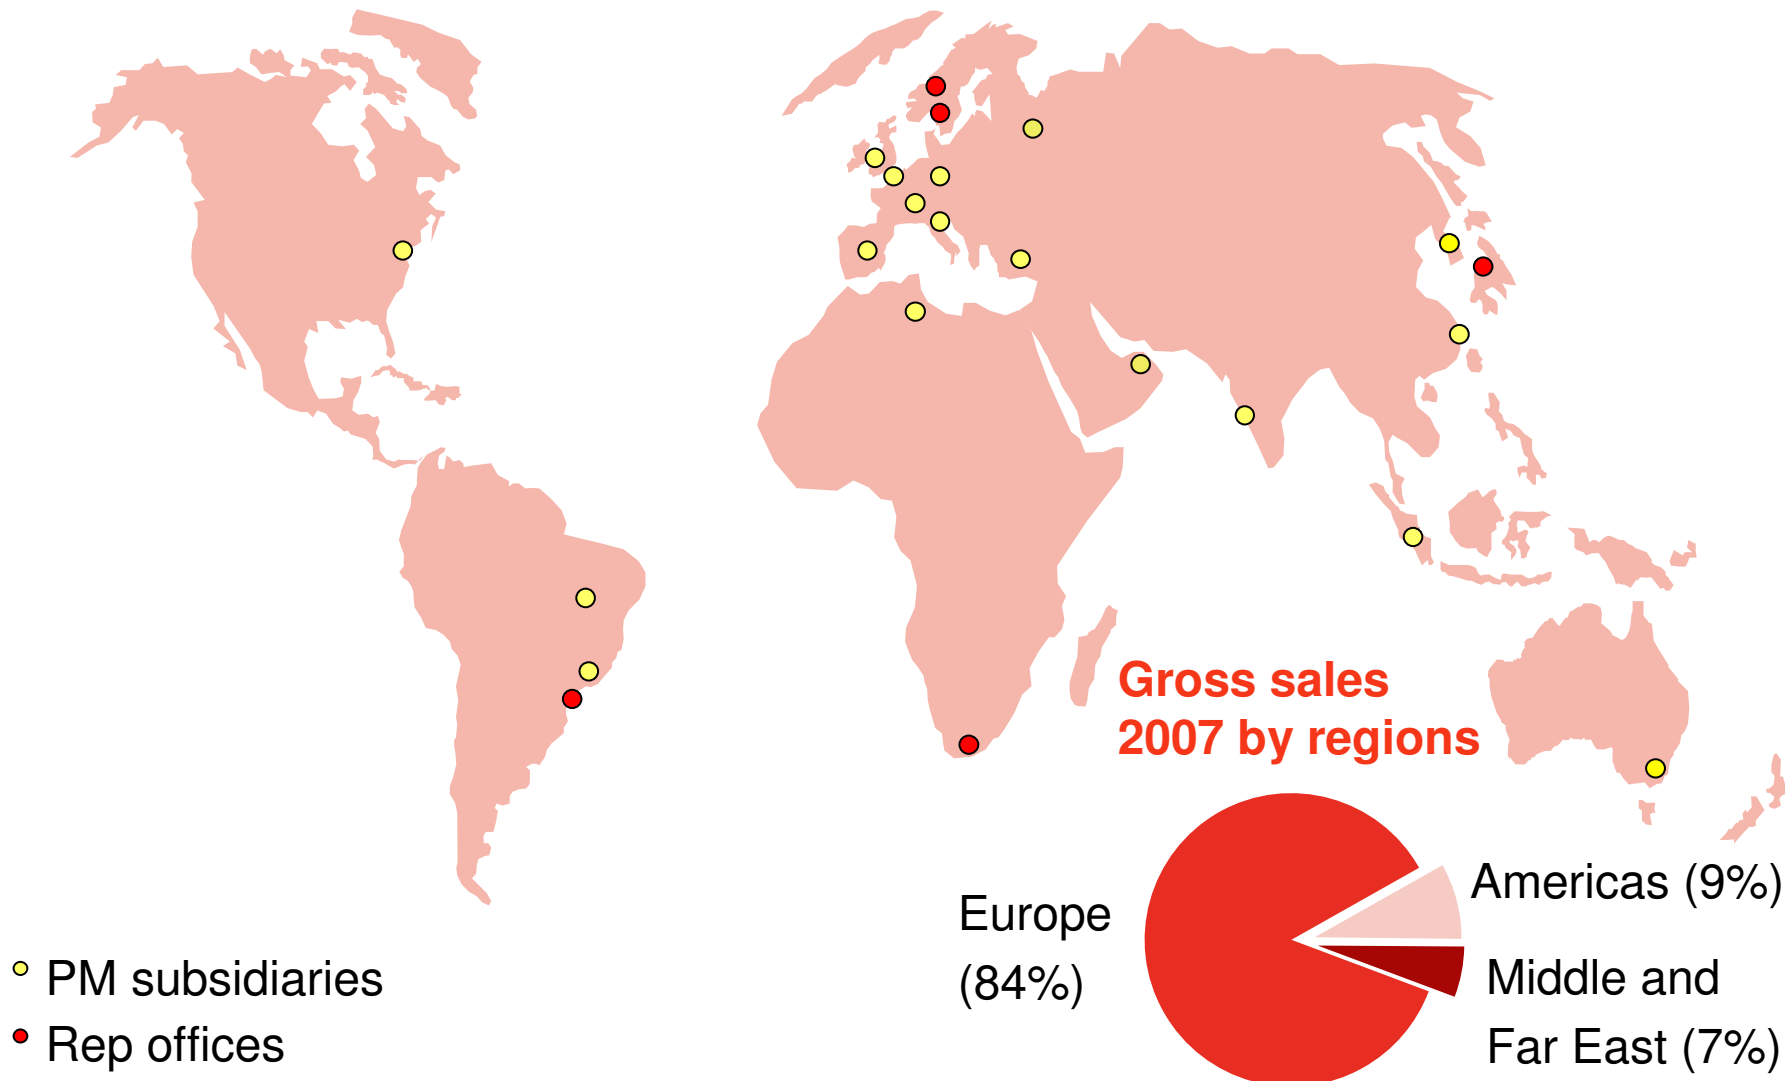 Gross sales
2007 by regions
Americas (9%)
Europe
(84%)
Middle and
Far East (7%)
PM subsidiaries
Rep offices